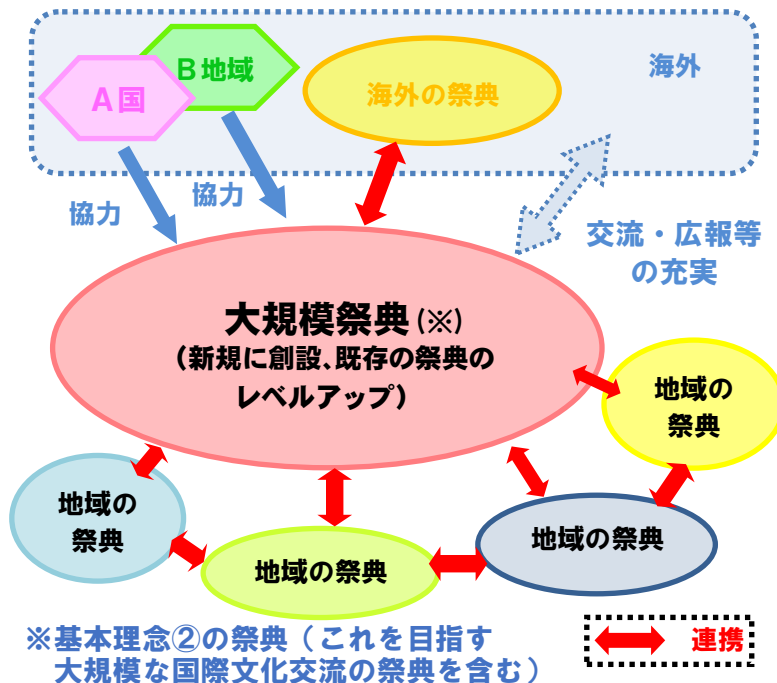 海外
B地域
A国
海外の祭典
協力
協力
交流・広報等
の充実
大規模祭典(※)
(新規に創設、既存の祭典の
レベルアップ)
地域の
祭典
地域の
祭典
地域の祭典
地域の祭典
※基本理念②の祭典(これを目指す
大規模な国際文化交流の祭典を含む)
連携